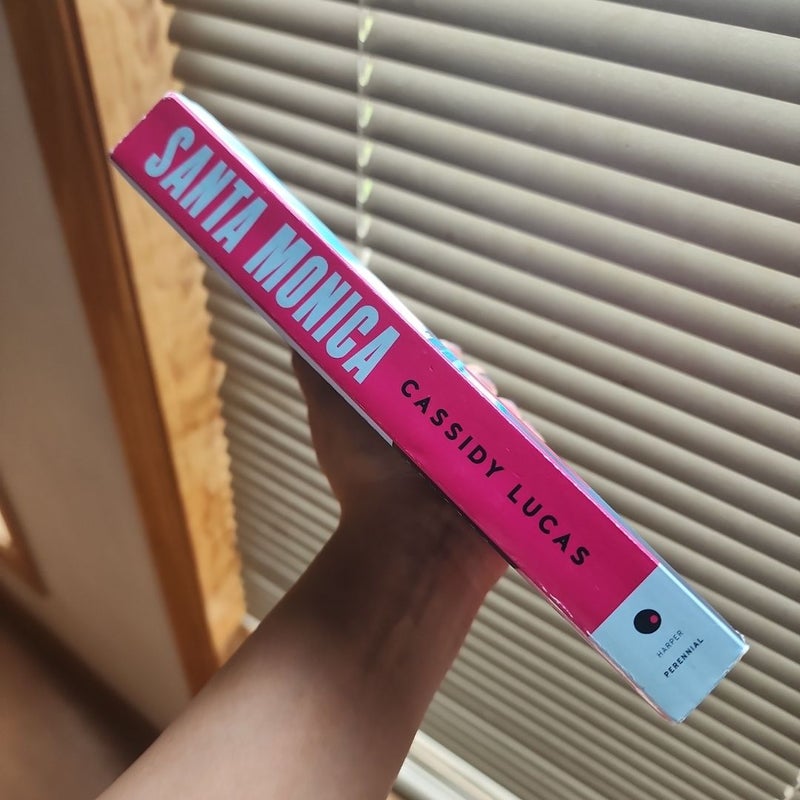 SANTA MONICA
CASSIDY LUCAS
HARPER
PERENNIAL